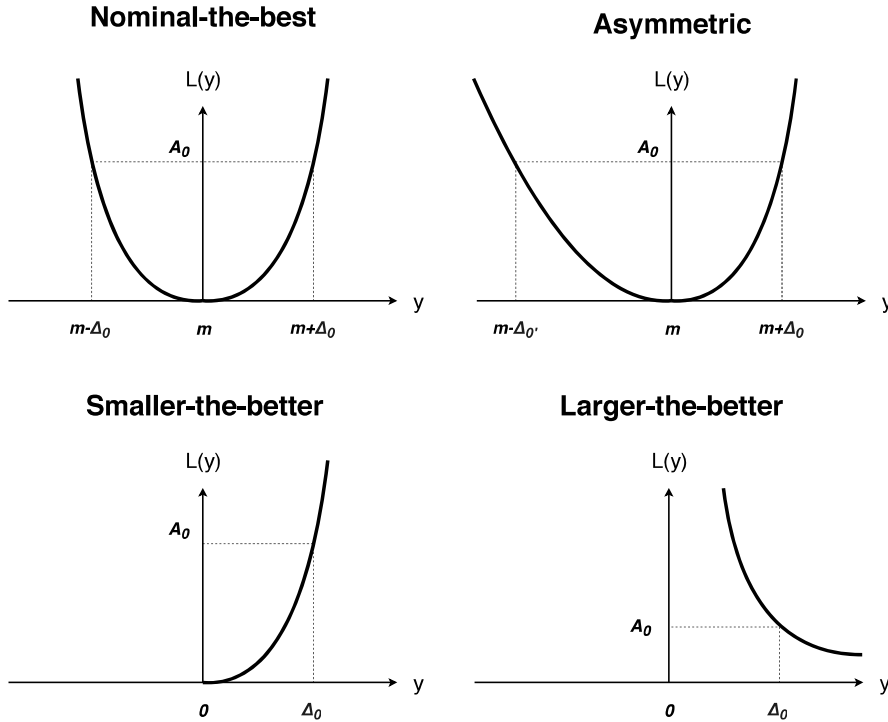 Nominal-the-best
L(y)
A₀
y
m-Δ₀
m
m+Δ₀
Asymmetric
L(y)
A₀
y
m-Δ₀'
m
m+Δ₀
Smaller-the-better
L(y)
A₀
y
0
Δ₀
Larger-the-better
L(y)
A₀
y
0
Δ₀